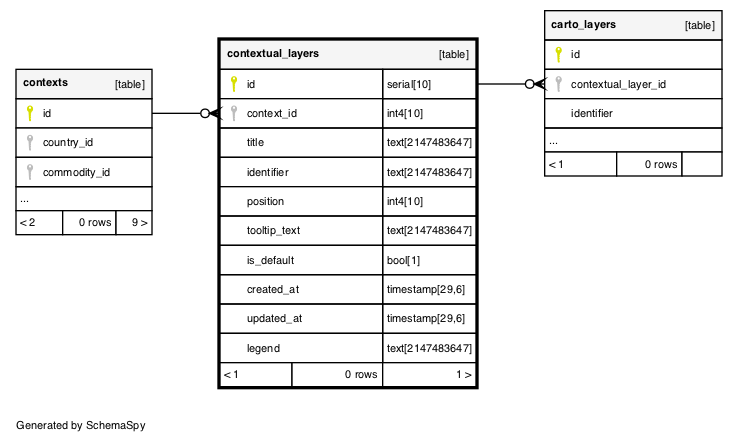 contexts [table]
id
country_id
commodity_id
...
< 2 0 rows 9 >
contextual_layers [table]
id serial[10]
context_id int4[10]
title text[2147483647]
identifier text[2147483647]
position int4[10]
tooltip_text text[2147483647]
is_default bool[1]
created_at timestamp[29,6]
updated_at timestamp[29,6]
legend text[2147483647]
< 1 0 rows 1 >
carto_layers [table]
id
contextual_layer_id
identifier
...
< 1 0 rows
Generated by SchemaSpy